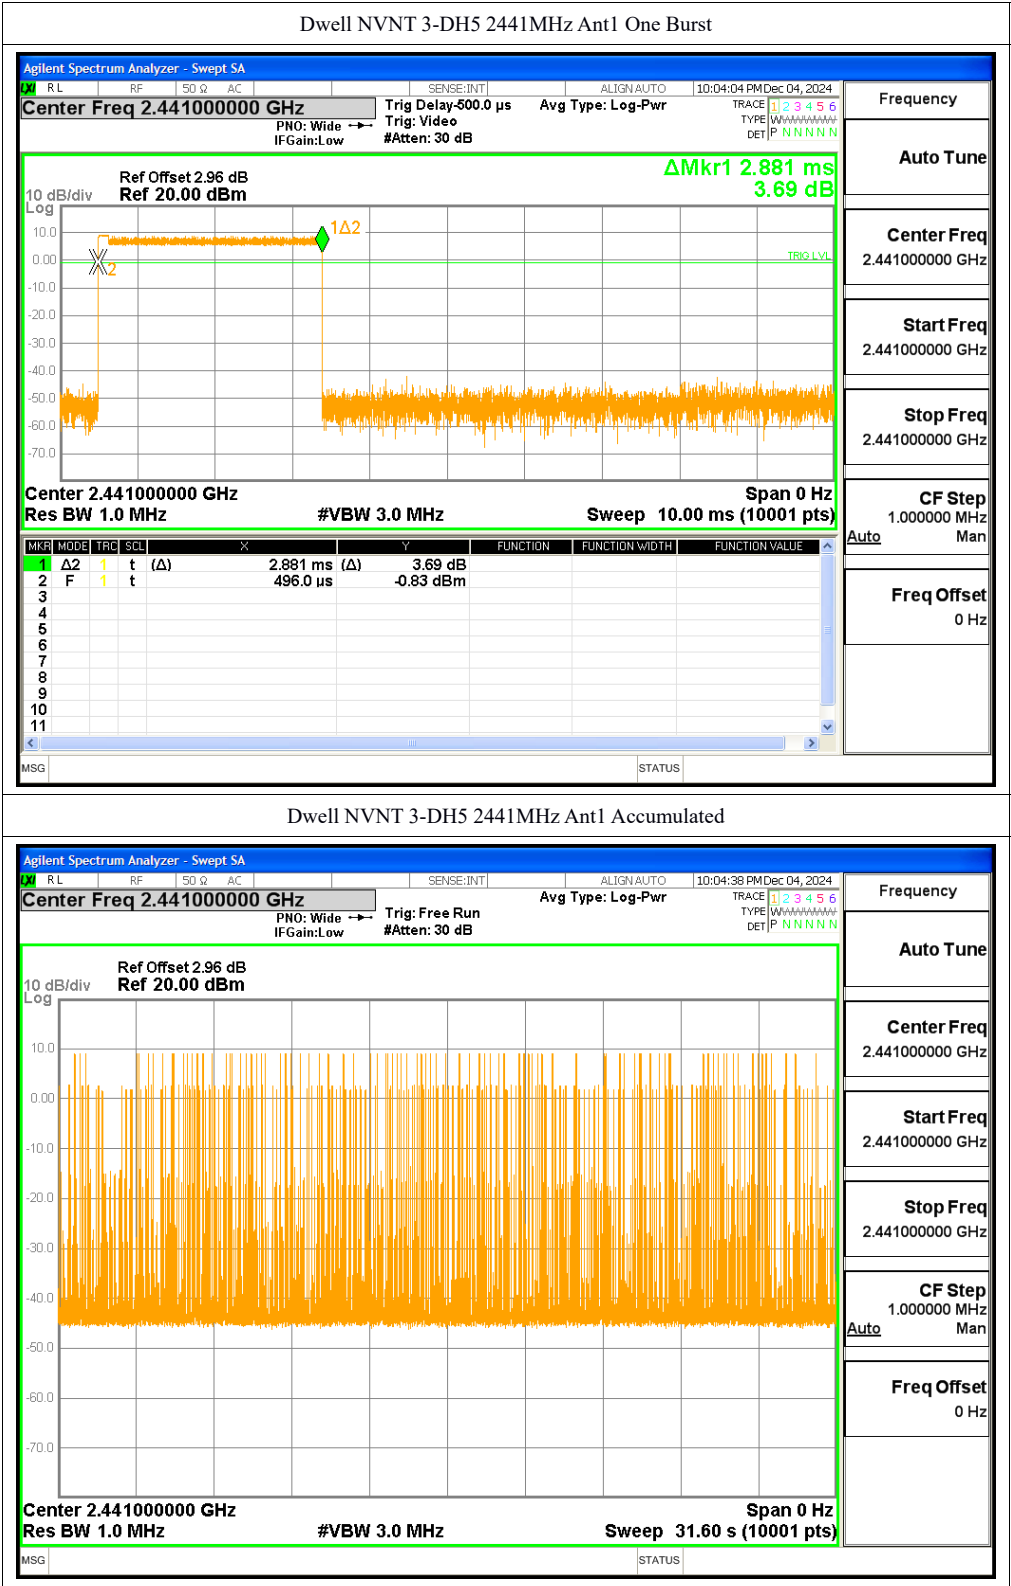 Dwell NVNT 3-DH5 2441MHz Ant1 One Burst
Agilent Spectrum Analyzer - Swept SA
LXI RL RF 50 Ω AC SENSE:INT ALIGN AUTO 10:04:04 PM Dec 04, 2024
Center Freq 2.441000000 GHz
Trig Delay-500.0 µs Avg Type: Log-Pwr TRACE 1 2 3 4 5 6
PNO: Wide Trig: Video TYPE WWWWWW
IFGain:Low #Atten: 30 dB DET P N N N N N
ΔMkr1 2.881 ms
3.69 dB
Ref Offset 2.96 dB
10 dB/div Ref 20.00 dBm
Log
10.0
0.00
-10.0
-20.0
-30.0
-40.0
-50.0
-60.0
-70.0
1Δ2
2
TRIG LVL
Center 2.441000000 GHz Span 0 Hz
Res BW 1.0 MHz #VBW 3.0 MHz Sweep 10.00 ms (10001 pts)
MKR MODE TRC SCL X Y FUNCTION FUNCTION WIDTH FUNCTION VALUE
1 Δ2 1 t (Δ) 2.881 ms (Δ) 3.69 dB
2 F 1 t 496.0 µs -0.83 dBm
3
4
5
6
7
8
9
10
11
MSG STATUS
Frequency
Auto Tune
Center Freq
2.441000000 GHz
Start Freq
2.441000000 GHz
Stop Freq
2.441000000 GHz
CF Step
1.000000 MHz
Auto Man
Freq Offset
0 Hz
Dwell NVNT 3-DH5 2441MHz Ant1 Accumulated
Agilent Spectrum Analyzer - Swept SA
LXI RL RF 50 Ω AC SENSE:INT ALIGN AUTO 10:04:38 PM Dec 04, 2024
Center Freq 2.441000000 GHz
Avg Type: Log-Pwr TRACE 1 2 3 4 5 6
PNO: Wide Trig: Free Run TYPE WWWWWW
IFGain:Low #Atten: 30 dB DET P N N N N N
Ref Offset 2.96 dB
10 dB/div Ref 20.00 dBm
Log
10.0
0.00
-10.0
-20.0
-30.0
-40.0
-50.0
-60.0
-70.0
Center 2.441000000 GHz Span 0 Hz
Res BW 1.0 MHz #VBW 3.0 MHz Sweep 31.60 s (10001 pts)
MSG STATUS
Frequency
Auto Tune
Center Freq
2.441000000 GHz
Start Freq
2.441000000 GHz
Stop Freq
2.441000000 GHz
CF Step
1.000000 MHz
Auto Man
Freq Offset
0 Hz